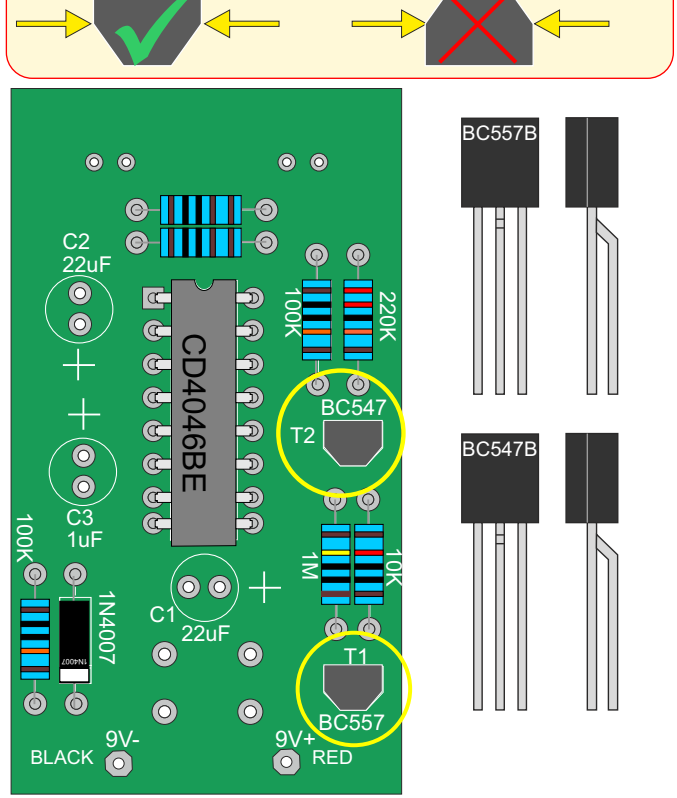 BC557B
C2
22uF
100K
220K
CD4046BE
BC547
T2
BC547B
C3
1uF
100K
1M
10K
1N4007
1N4007
C1
22uF
T1
BC557
9V-
9V+
BLACK
RED